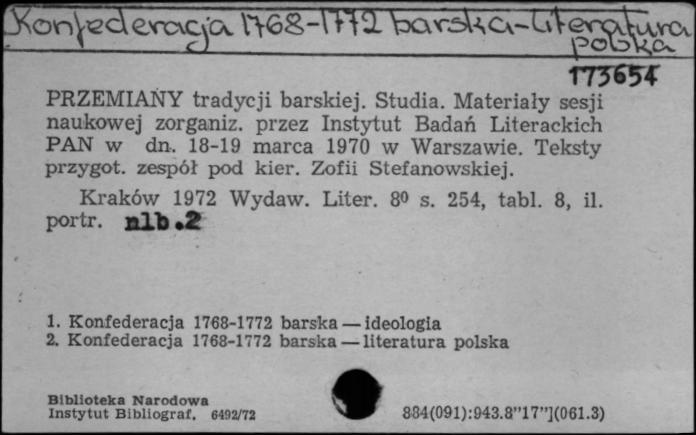 Konfederacja 1768-1772 barska-literatura
polska
173654
PRZEMIANY tradycji barskiej. Studia. Materiały sesji
naukowej zorganiz. przez Instytut Badań Literackich
PAN w dn. 18-19 marca 1970 w Warszawie. Teksty
przygot. zespół pod kier. Zofii Stefanowskiej.
Kraków 1972 Wydaw. Liter. 8⁰ s. 254, tabl. 8, il.
portr. nlb.2
1. Konfederacja 1768-1772 barska — ideologia
2. Konfederacja 1768-1772 barska — literatura polska
Biblioteka Narodowa
Instytut Bibliograf. 6492/72
884(091):943.8"17"](061.3)